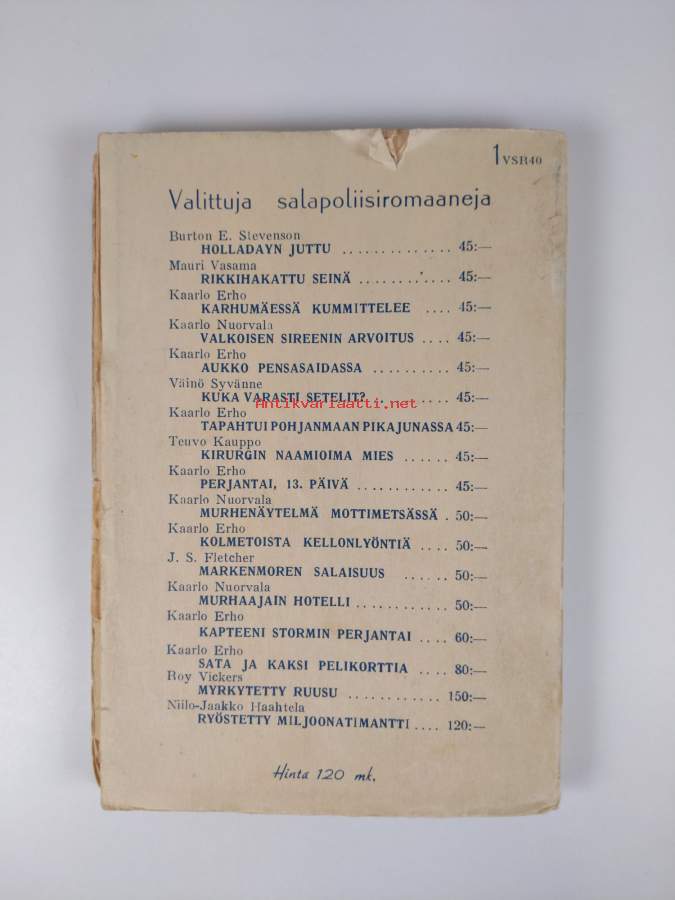 1 VSR40
Valittuja salapoliisiromaaneja
Burton E. Stevenson
HOLLADAYN JUTTU .............. 45:—
Mauri Vasama
RIKKIHAKATTU SEINÄ ............ 45:—
Kaarlo Erho
KARHUMÄESSÄ KUMMITTELEE .... 45:—
Kaarlo Nuorvala
VALKOISEN SIREENIN ARVOITUS .... 45:—
Kaarlo Erho
AUKKO PENSASAIDASSA .......... 45:—
Väinö Syvänne
KUKA VARASTI SETELIT? .......... 45:—
Antikvariaatti.net
Kaarlo Erho
TAPAHTUI POHJANMAAN PIKAJUNASSA 45:—
Teuvo Kauppo
KIRURGIN NAAMIOIMA MIES ...... 45:—
Kaarlo Erho
PERJANTAI, 13. PÄIVÄ ............ 45:—
Kaarlo Nuorvala
MURHENÄYTELMÄ MOTTIMETSÄSSÄ . 50:—
Kaarlo Erho
KOLMETOISTA KELLONLYÖNTIÄ .... 50:—
J. S. Fletcher
MARKENMOREN SALAISUUS ...... 50:—
Kaarlo Nuorvala
MURHAAJAIN HOTELLI ............ 50:—
Kaarlo Erho
KAPTEENI STORMIN PERJANTAI .... 60:—
Kaarlo Erho
SATA JA KAKSI PELIKORTTIA .... 80:—
Roy Vickers
MYRKYTETTY RUUSU ............ 150:—
Niilo-Jaakko Haahtela
RYÖSTETTY MILJOONATIMANTTI .... 120:—
Hinta 120 mk.